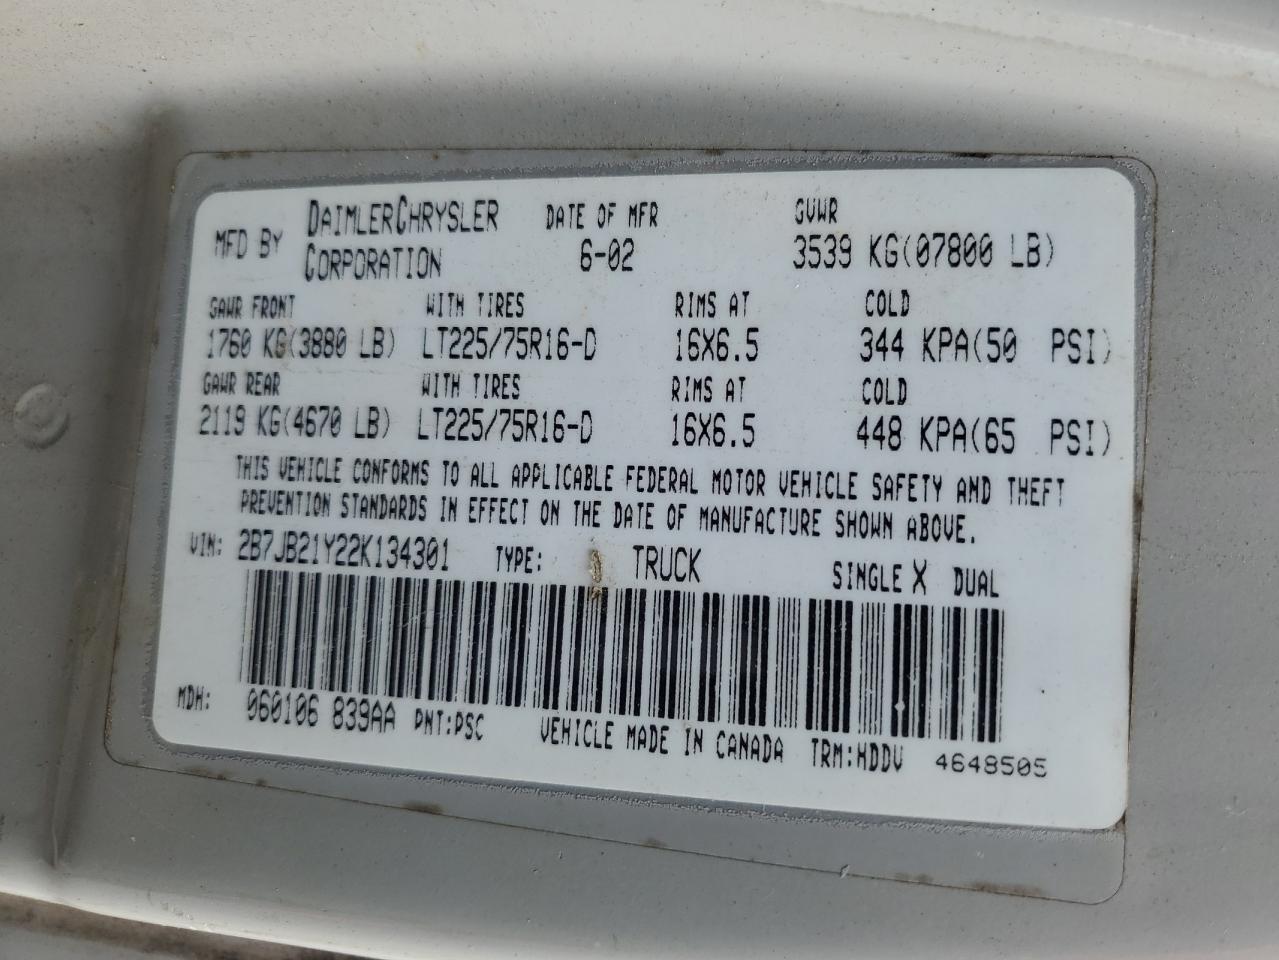 MFD BY DAIMLERCHRYSLER CORPORATION DATE OF MFR 6-02 GVWR 3539 KG(07800 LB)
GAWR FRONT WITH TIRES RIMS AT COLD
1760 KG(3880 LB) LT225/75R16-D 16X6.5 344 KPA(50 PSI)
GAWR REAR WITH TIRES RIMS AT COLD
2119 KG(4670 LB) LT225/75R16-D 16X6.5 448 KPA(65 PSI)
THIS VEHICLE CONFORMS TO ALL APPLICABLE FEDERAL MOTOR VEHICLE SAFETY AND THEFT
PREVENTION STANDARDS IN EFFECT ON THE DATE OF MANUFACTURE SHOWN ABOVE.
VIN: 2B7JB21Y22K134301 TYPE: TRUCK SINGLE X DUAL
MDH: 060106 839AA PNT:PSC VEHICLE MADE IN CANADA TRM:HDDV 4648505